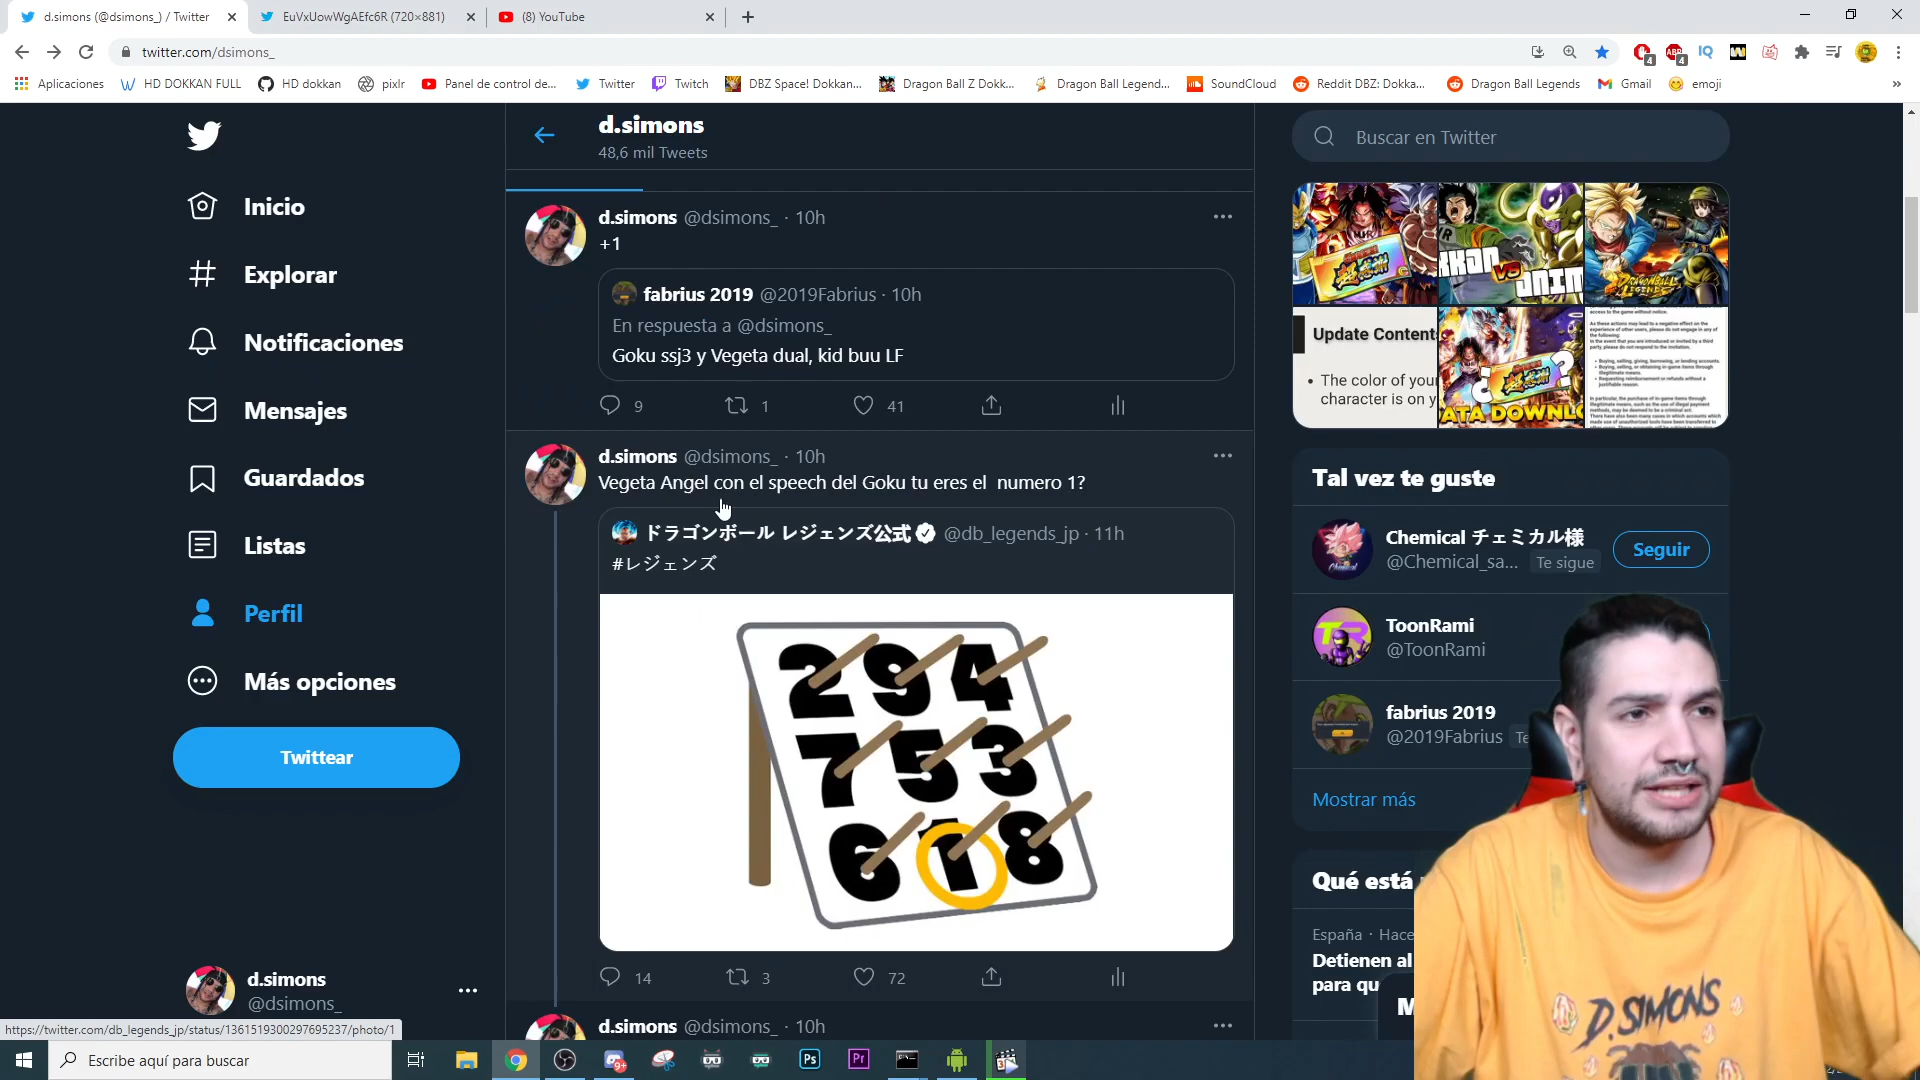 d.simons (@dsimons_) / Twitter
EuVxUowWgAEfc6R (720×881)
(8) YouTube
twitter.com/dsimons_
Aplicaciones
HD DOKKAN FULL
HD dokkan
pixlr
Panel de control de...
Twitter
Twitch
DBZ Space! Dokkan...
Dragon Ball Z Dokk...
Dragon Ball Legend...
SoundCloud
Reddit DBZ: Dokka...
Dragon Ball Legends
Gmail
emoji
d.simons
48,6 mil Tweets
Inicio
Explorar
Notificaciones
Mensajes
Guardados
Listas
Perfil
Más opciones
Twittear
d.simons
@dsimons_
d.simons @dsimons_ · 10h
+1
fabrius 2019 @2019Fabrius · 10h
En respuesta a @dsimons_
Goku ssj3 y Vegeta dual, kid buu LF
9 1 41
d.simons @dsimons_ · 10h
Vegeta Angel con el speech del Goku tu eres el numero 1?
ドラゴンボール レジェンズ公式 @db_legends_jp · 11h
#レジェンズ
2 9 4
7 5 3
6 1 8
14 3 72
d.simons @dsimons_ · 10h
Buscar en Twitter
Update Content
• The color of your
character is on y
DATA DOWNLO
Tal vez te guste
Chemical チェミカル様
@Chemical_sa... Te sigue
Seguir
ToonRami
@ToonRami
fabrius 2019
@2019Fabrius Te
Mostrar más
Qué está
España · Hace
Detienen al
para qu
D.SIMONS
https://twitter.com/db_legends_jp/status/1361519300297695237/photo/1
Escribe aquí para buscar